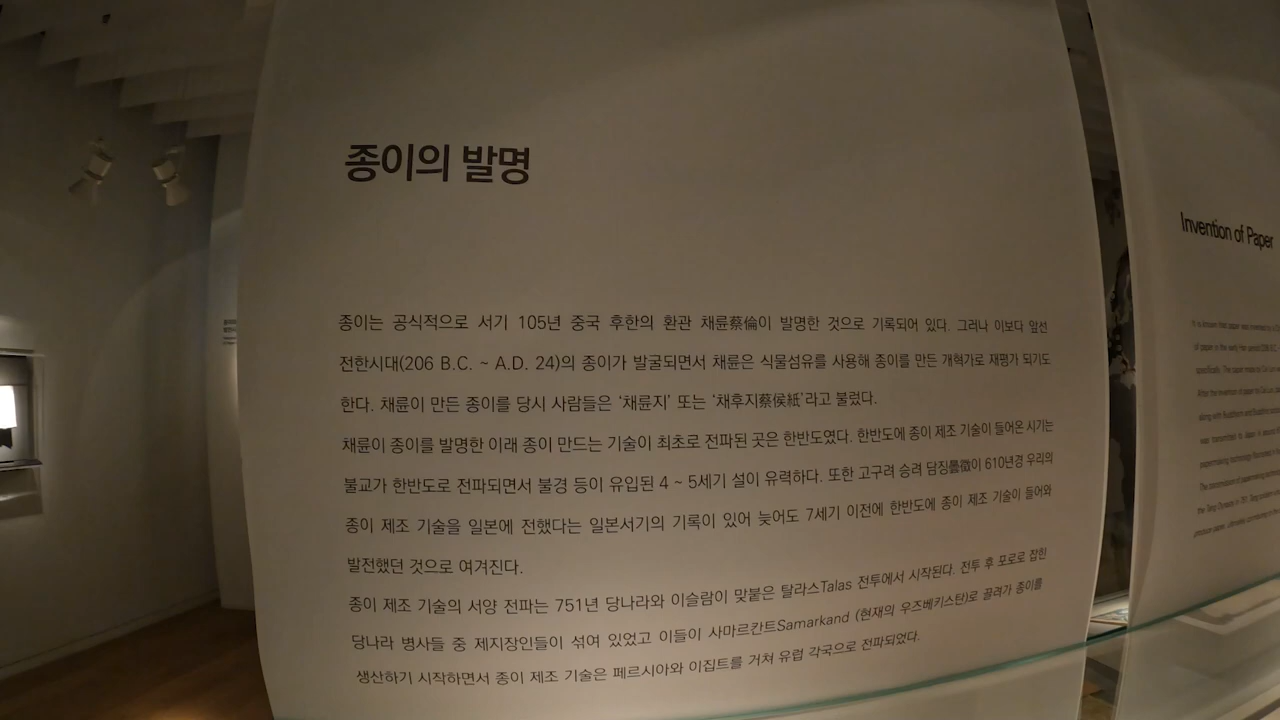 종이의 발명
종이는 공식적으로 서기 105년 중국 후한의 환관 채륜蔡倫이 발명한 것으로 기록되어 있다. 그러나 이보다 앞선
전한시대(206 B.C. ~ A.D. 24)의 종이가 발굴되면서 채륜은 식물섬유를 사용해 종이를 만든 개혁가로 재평가 되기도
한다. 채륜이 만든 종이를 당시 사람들은 ‘채륜지’ 또는 ‘채후지蔡侯紙’라고 불렀다.
채륜이 종이를 발명한 이래 종이 만드는 기술이 최초로 전파된 곳은 한반도였다. 한반도에 종이 제조 기술이 들어온 시기는
불교가 한반도로 전파되면서 불경 등이 유입된 4 ~ 5세기 설이 유력하다. 또한 고구려 승려 담징曇徵이 610년경 우리의
종이 제조 기술을 일본에 전했다는 일본서기의 기록이 있어 늦어도 7세기 이전에 한반도에 종이 제조 기술이 들어와
발전했던 것으로 여겨진다.
종이 제조 기술의 서양 전파는 751년 당나라와 이슬람이 맞붙은 탈라스Talas 전투에서 시작된다. 전투 후 포로로 잡힌
당나라 병사들 중 제지장인들이 섞여 있었고 이들이 사마르칸트Samarkand (현재의 우즈베키스탄)로 끌려가 종이를
생산하기 시작하면서 종이 제조 기술은 페르시아와 이집트를 거쳐 유럽 각국으로 전파되었다.
Invention of Paper